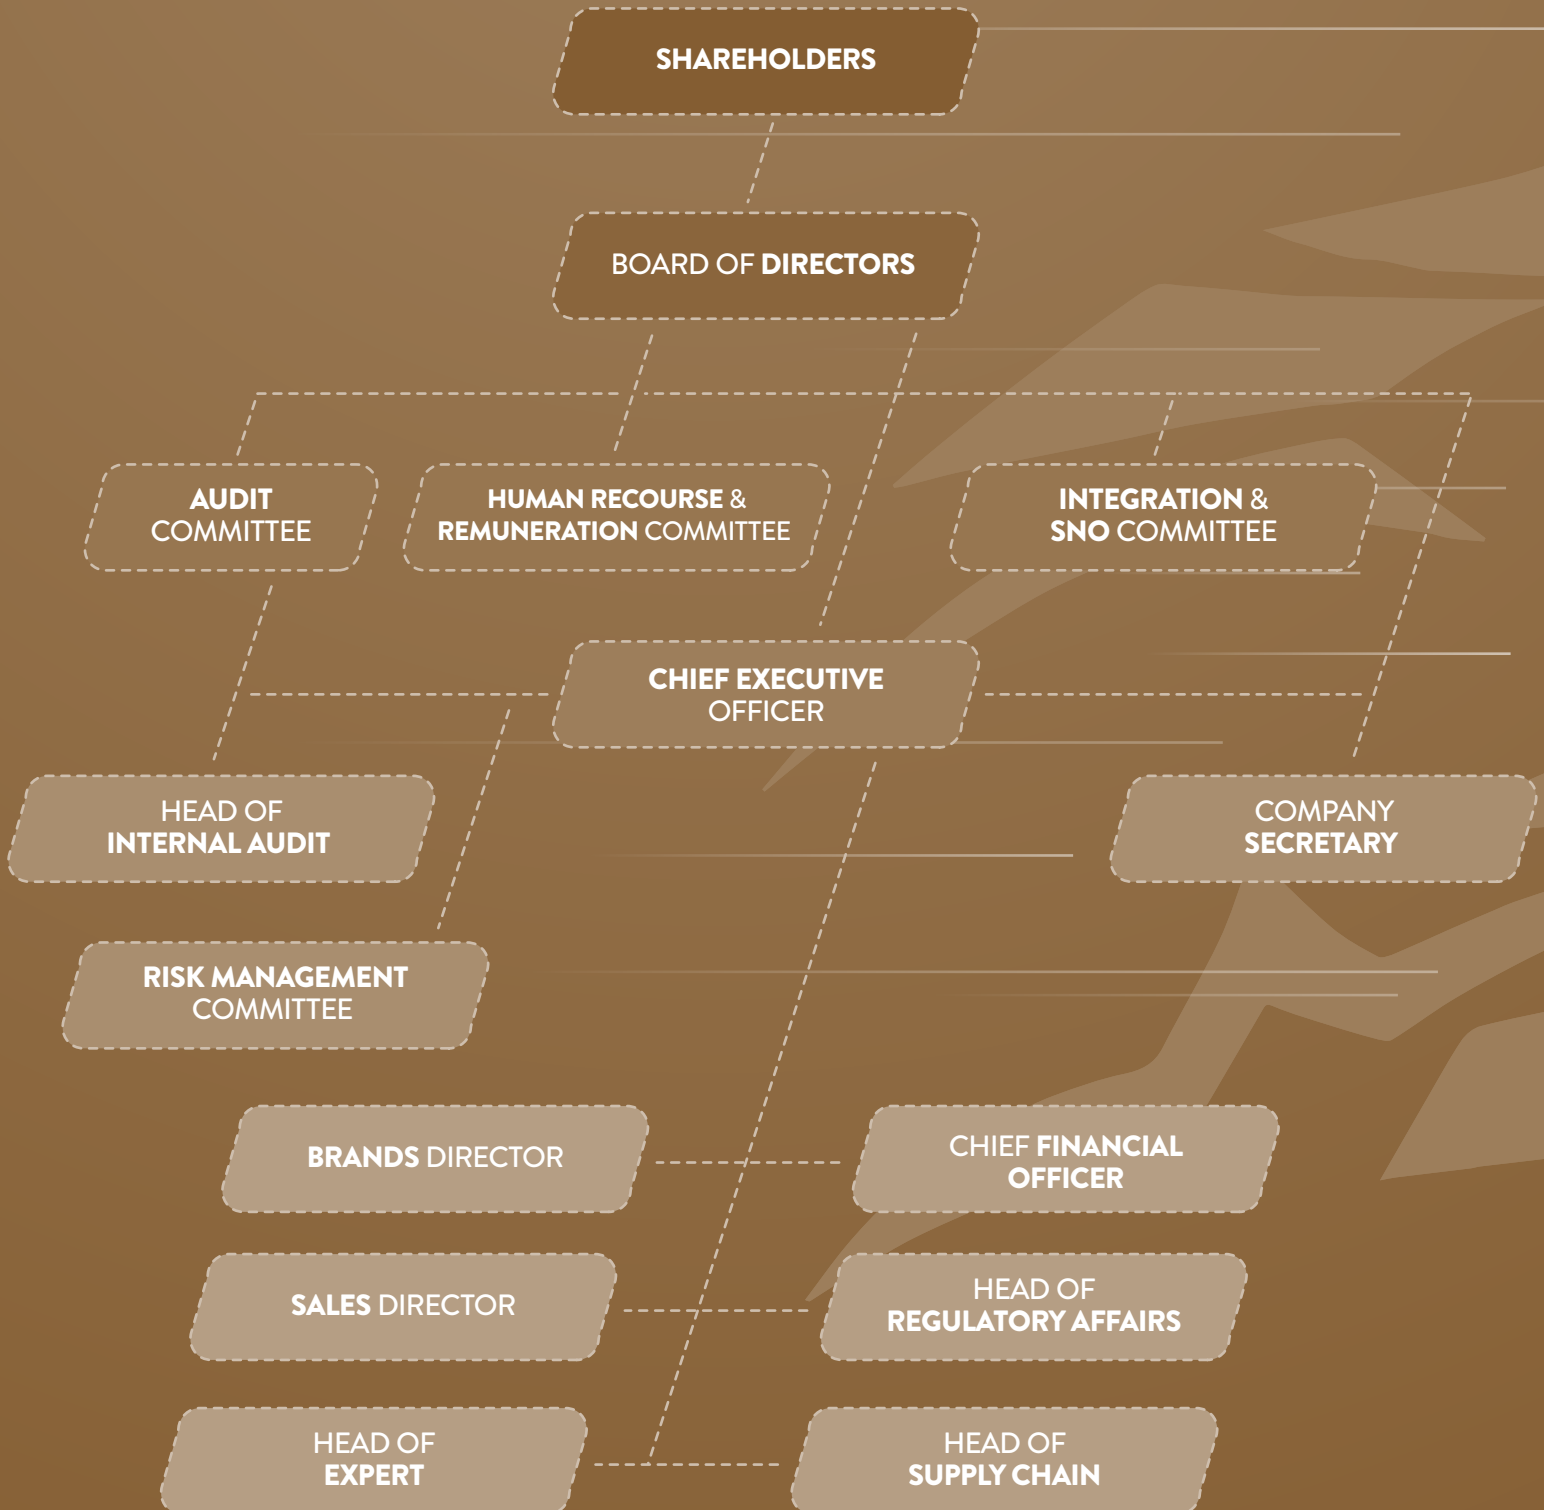 SHAREHOLDERS
BOARD OF DIRECTORS
AUDIT
COMMITTEE
HUMAN RECOURSE &
REMUNERATION COMMITTEE
INTEGRATION &
SNO COMMITTEE
CHIEF EXECUTIVE
OFFICER
HEAD OF
INTERNAL AUDIT
COMPANY
SECRETARY
RISK MANAGEMENT
COMMITTEE
BRANDS DIRECTOR
CHIEF FINANCIAL
OFFICER
SALES DIRECTOR
HEAD OF
REGULATORY AFFAIRS
HEAD OF
EXPERT
HEAD OF
SUPPLY CHAIN